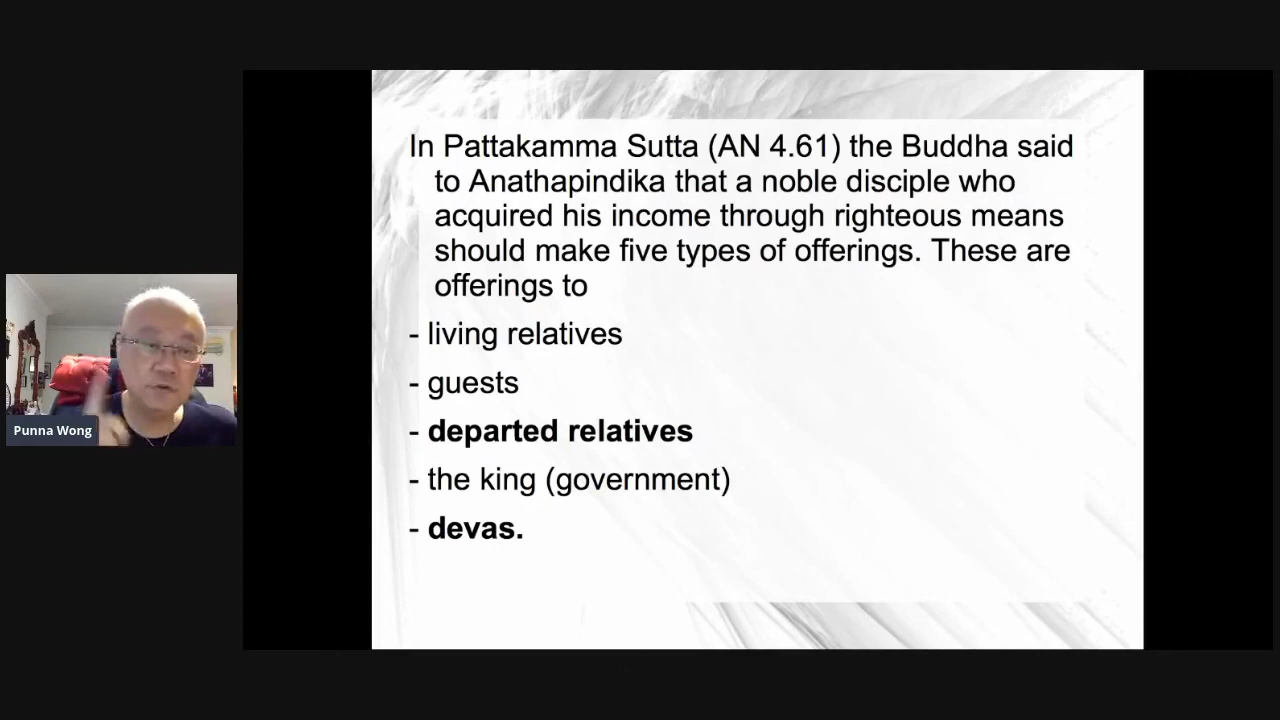 In Pattakamma Sutta (AN 4.61) the Buddha said
to Anathapindika that a noble disciple who
acquired his income through righteous means
should make five types of offerings. These are
offerings to
- living relatives
- guests
- departed relatives
- the king (government)
- devas.
Punna Wong